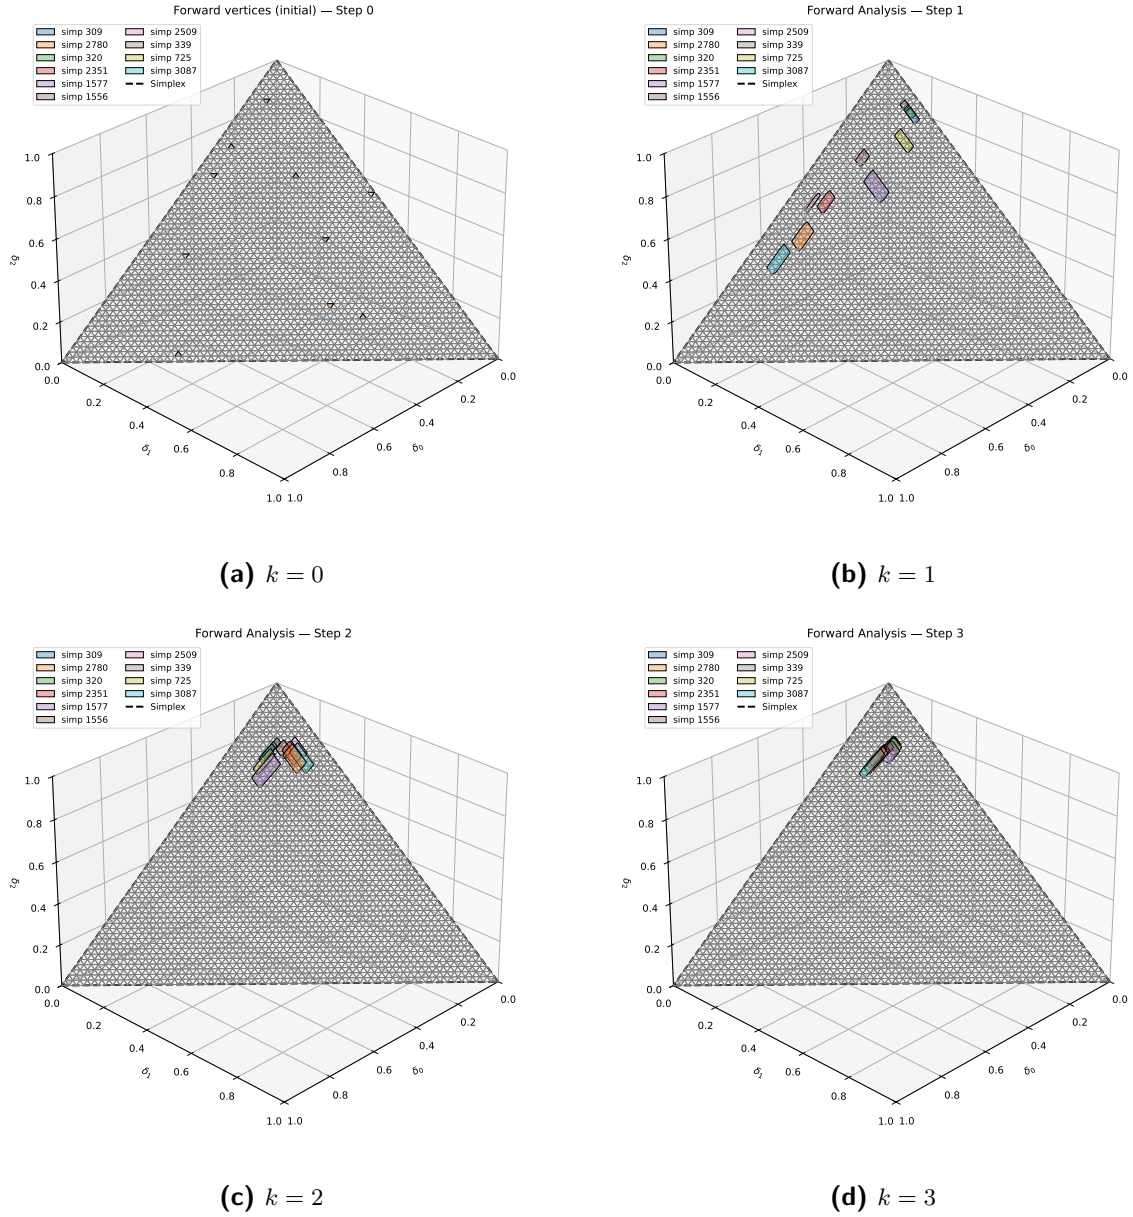 Forward vertices (initial) — Step 0
simp 309
simp 2780
simp 320
simp 2351
simp 1577
simp 1556
simp 2509
simp 339
simp 725
simp 3087
Simplex
1.0
0.8
0.6
0.4
0.2
0.0
δ₂
0.0
0.2
0.4
0.6
0.8
1.0
δ₁
1.0
0.8
0.6
0.4
0.2
0.0
δ₀
(a) k = 0
Forward Analysis — Step 1
simp 309
simp 2780
simp 320
simp 2351
simp 1577
simp 1556
simp 2509
simp 339
simp 725
simp 3087
Simplex
1.0
0.8
0.6
0.4
0.2
0.0
δ₂
0.0
0.2
0.4
0.6
0.8
1.0
δ₁
1.0
0.8
0.6
0.4
0.2
0.0
δ₀
(b) k = 1
Forward Analysis — Step 2
simp 309
simp 2780
simp 320
simp 2351
simp 1577
simp 1556
simp 2509
simp 339
simp 725
simp 3087
Simplex
1.0
0.8
0.6
0.4
0.2
0.0
δ₂
0.0
0.2
0.4
0.6
0.8
1.0
δ₁
1.0
0.8
0.6
0.4
0.2
0.0
δ₀
(c) k = 2
Forward Analysis — Step 3
simp 309
simp 2780
simp 320
simp 2351
simp 1577
simp 1556
simp 2509
simp 339
simp 725
simp 3087
Simplex
1.0
0.8
0.6
0.4
0.2
0.0
δ₂
0.0
0.2
0.4
0.6
0.8
1.0
δ₁
1.0
0.8
0.6
0.4
0.2
0.0
δ₀
(d) k = 3